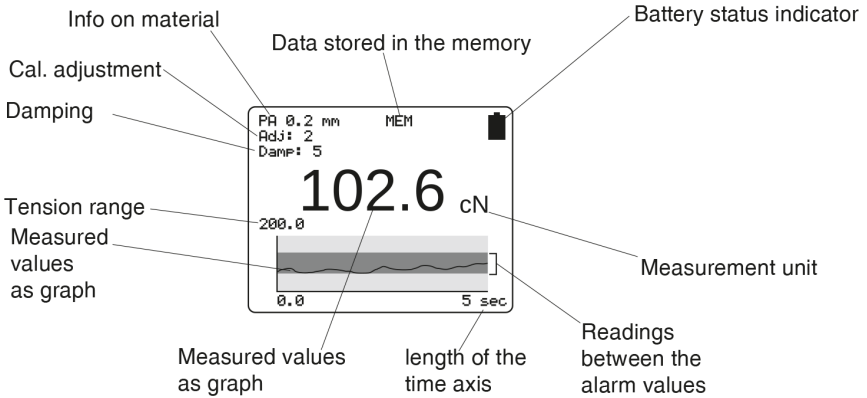 Info on material
Battery status indicator
Data stored in the memory
Cal. adjustment
Damping
PA 0.2 mm MEM
Adj: 2
Damp: 5
102.6 cN
Tension range
200.0
Measured
values
as graph
Measurement unit
0.0 5 sec
Readings
between the
alarm values
Measured values
as graph
length of the
time axis